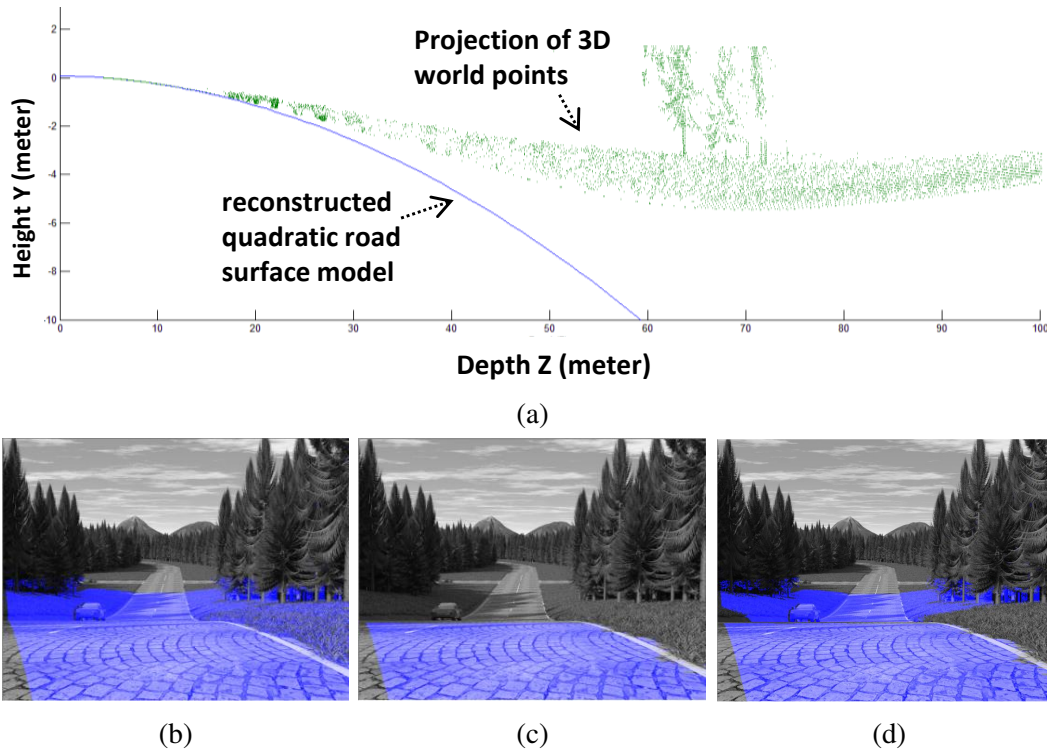 2
Projection of 3D
world points
0
-2
-4
reconstructed
quadratic road
surface model
-6
-8
-10
Height Y (meter)
0 10 20 30 40 50 60 70 80 90 100
Depth Z (meter)
(a)
(b) (c) (d)